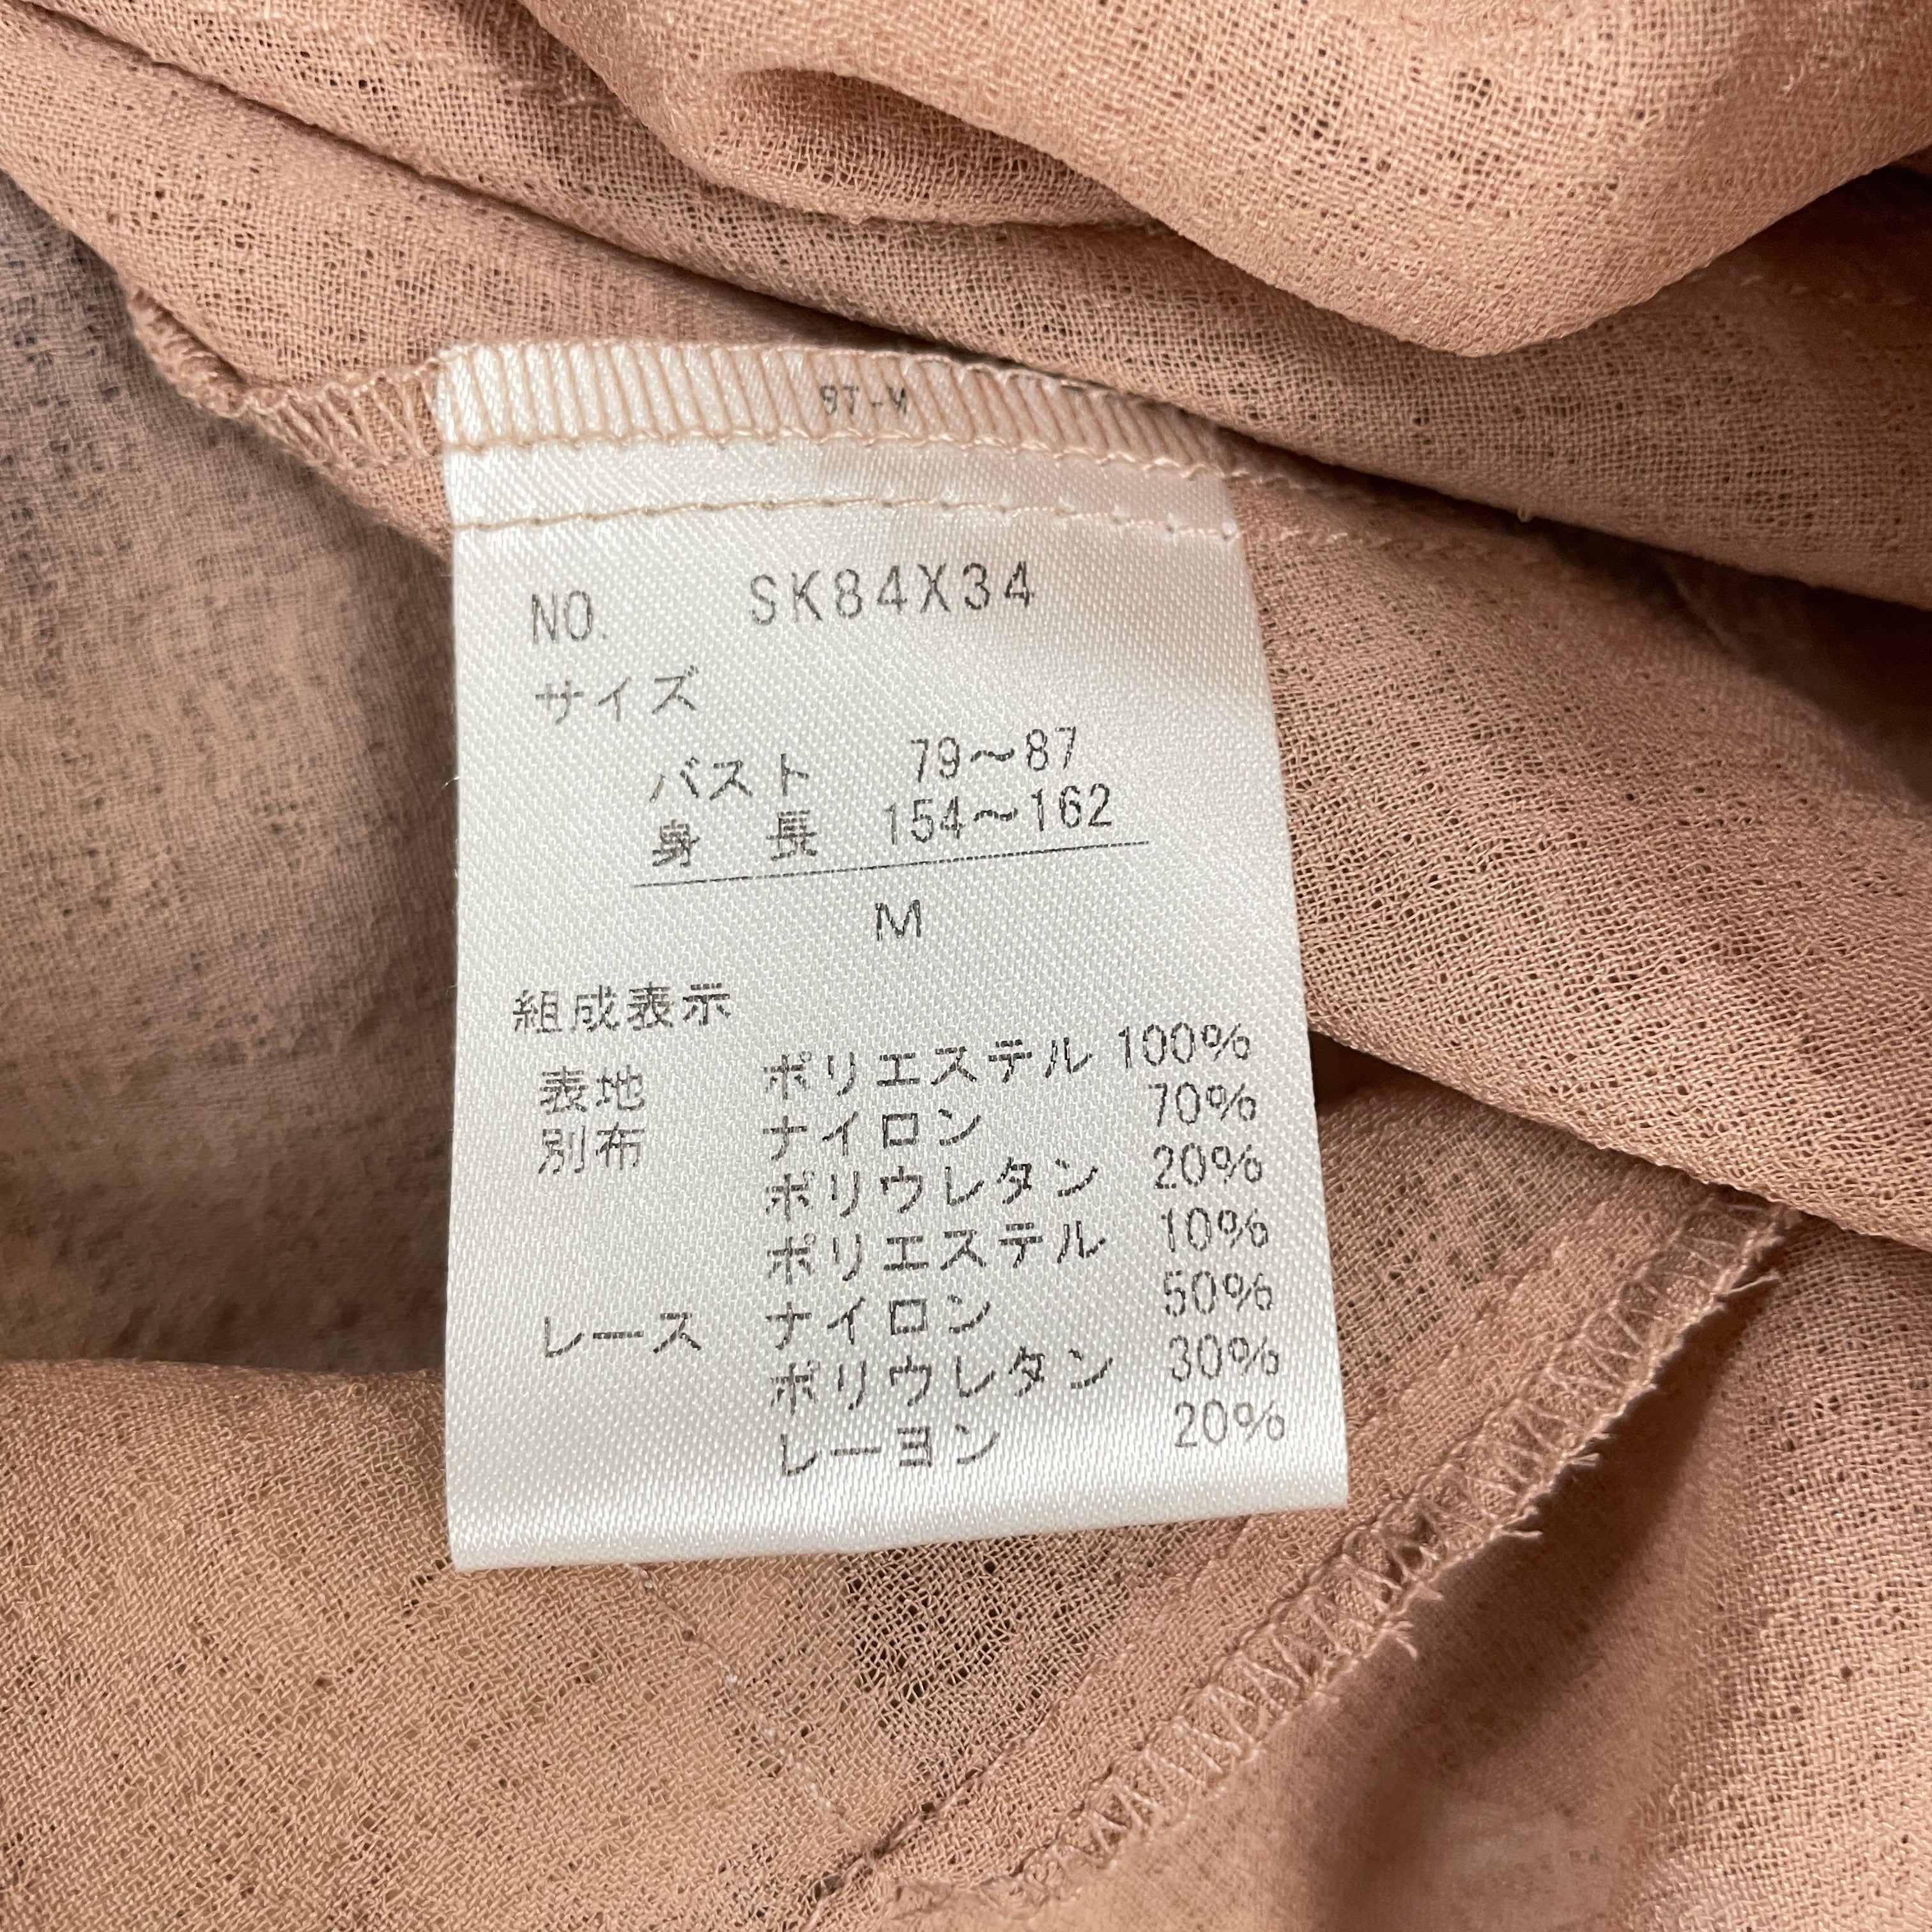 9T-M
NO. SK84X34
サイズ
バスト 79～87
身 長 154～162
M
組成表示
表地 ポリエステル 100%
別布 ナイロン 70%
ポリウレタン 20%
ポリエステル 10%
レース ナイロン 50%
ポリウレタン 30%
レーヨン 20%